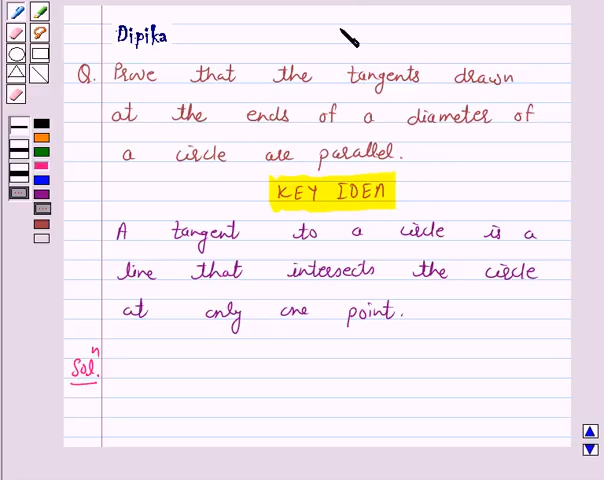 Dipika
Q. Prove that the tangents drawn
at the ends of a diameter of
a circle are parallel.
KEY IDEA
A tangent to a circle is a
line that intersects the circle
at only one point.
Solⁿ.